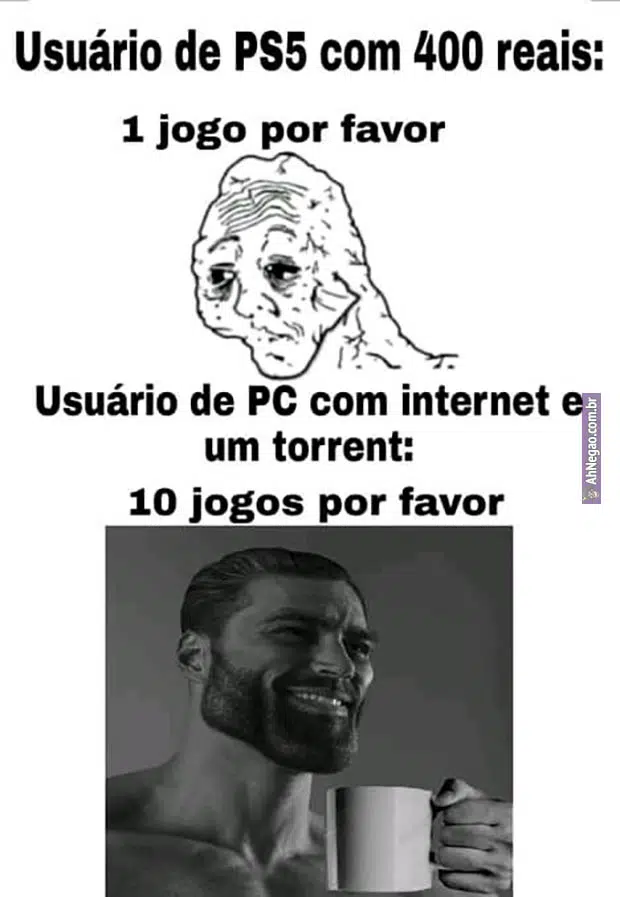 Usuário de PS5 com 400 reais:
1 jogo por favor
Usuário de PC com internet e
um torrent:
10 jogos por favor
AhNegao.com.br